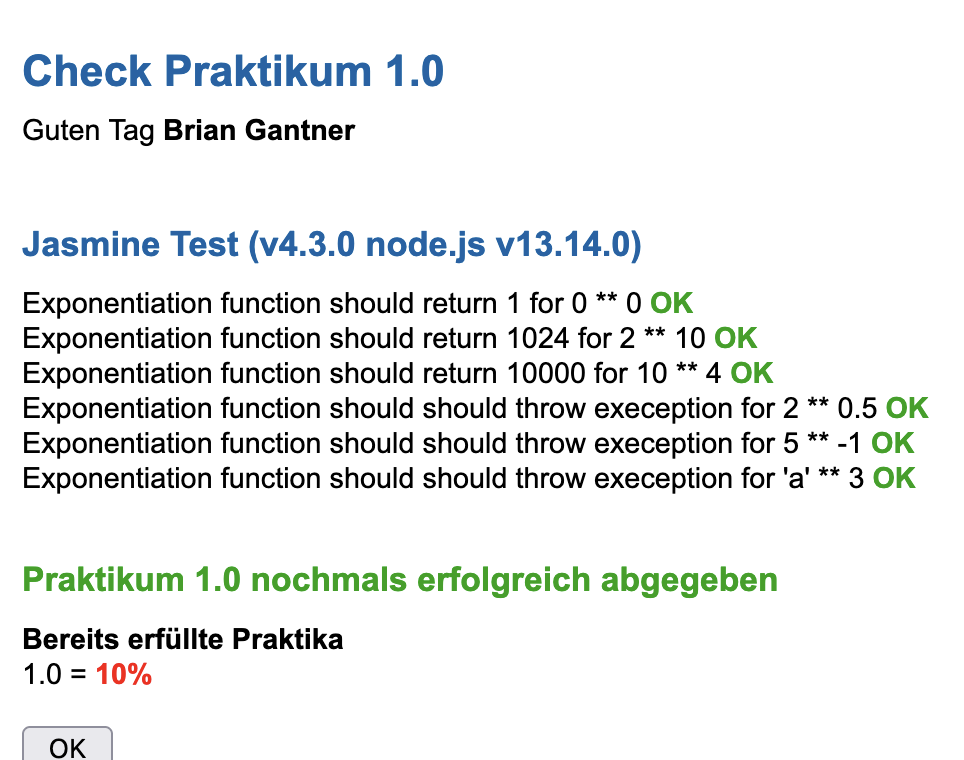 Check Praktikum 1.0
Guten Tag Brian Gantner
Jasmine Test (v4.3.0 node.js v13.14.0)
Exponentiation function should return 1 for 0 ** 0 OK
Exponentiation function should return 1024 for 2 ** 10 OK
Exponentiation function should return 10000 for 10 ** 4 OK
Exponentiation function should should throw exeception for 2 ** 0.5 OK
Exponentiation function should should throw exeception for 5 ** -1 OK
Exponentiation function should should throw exeception for 'a' ** 3 OK
Praktikum 1.0 nochmals erfolgreich abgegeben
Bereits erfüllte Praktika
1.0 = 10%
OK